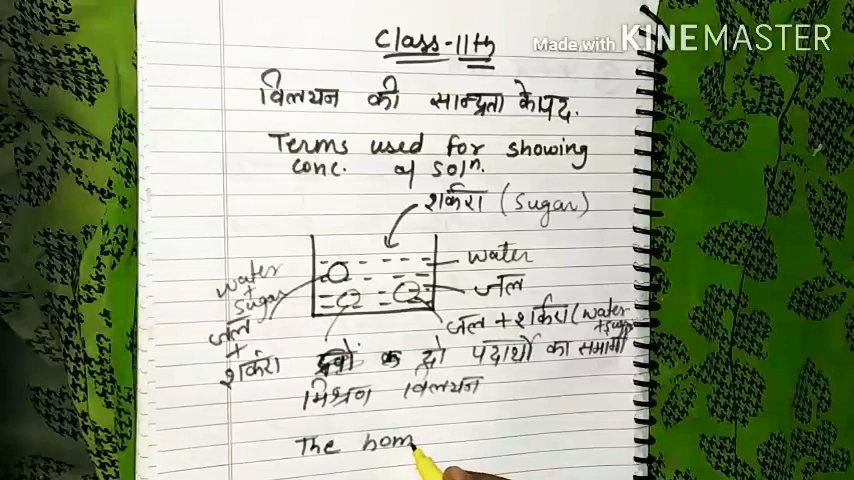 Made with KINEMASTER
Class-11th
विलयन की सान्द्रता के पद.
Terms used for showing
conc. of soln.
शर्करा (Sugar)
water
जल
water
+
sugar
जल
+
शर्करा
जल + शर्करा (water
+ sugar
दो पदार्थो का समांगी
मिश्रण विलयन
The hom